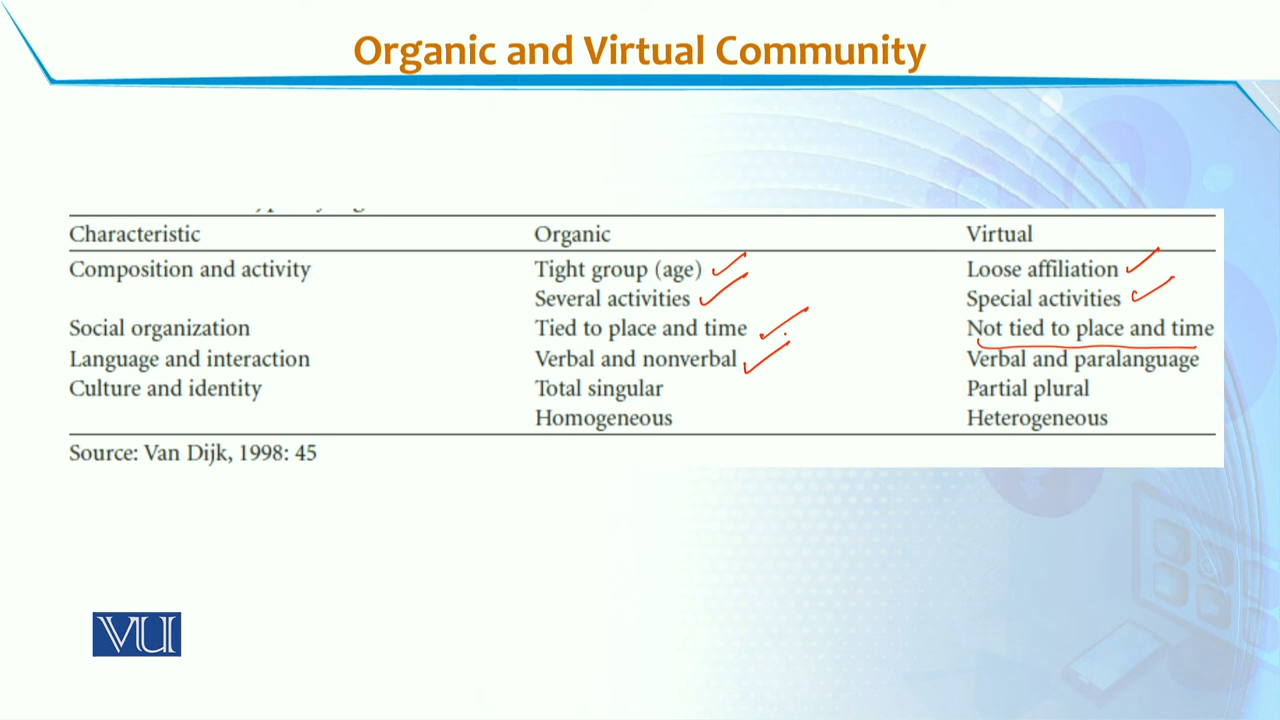 Organic and Virtual Community
Characteristic Organic Virtual
Composition and activity Tight group (age) Loose affiliation
Several activities Special activities
Social organization Tied to place and time Not tied to place and time
Language and interaction Verbal and nonverbal Verbal and paralanguage
Culture and identity Total singular Partial plural
Homogeneous Heterogeneous
Source: Van Dijk, 1998: 45
VU